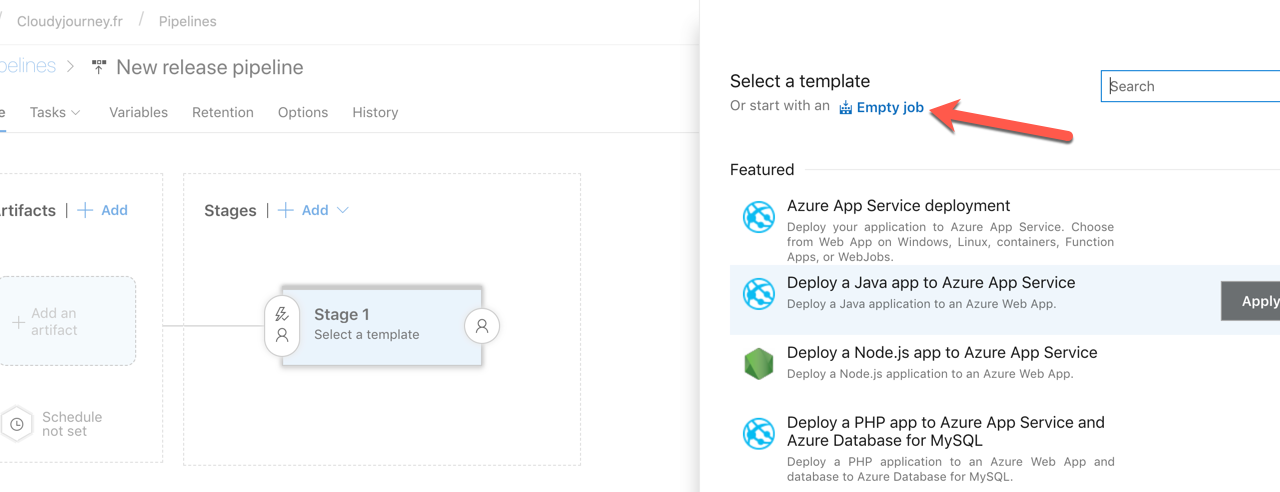 / Cloudyjourney.fr / Pipelines
pelines > New release pipeline
e Tasks Variables Retention Options History
rtifacts | + Add
Add an
artifact
Schedule
not set
Stages | + Add
Stage 1
Select a template
Select a template
Search
Or start with an Empty job
Featured
Azure App Service deployment
Deploy your application to Azure App Service. Choose
from Web App on Windows, Linux, containers, Function
Apps, or WebJobs.
Deploy a Java app to Azure App Service
Deploy a Java application to an Azure Web App.
Apply
Deploy a Node.js app to Azure App Service
Deploy a Node.js application to an Azure Web App.
Deploy a PHP app to Azure App Service and
Azure Database for MySQL
Deploy a PHP application to an Azure Web App and
database to Azure Database for MySQL.